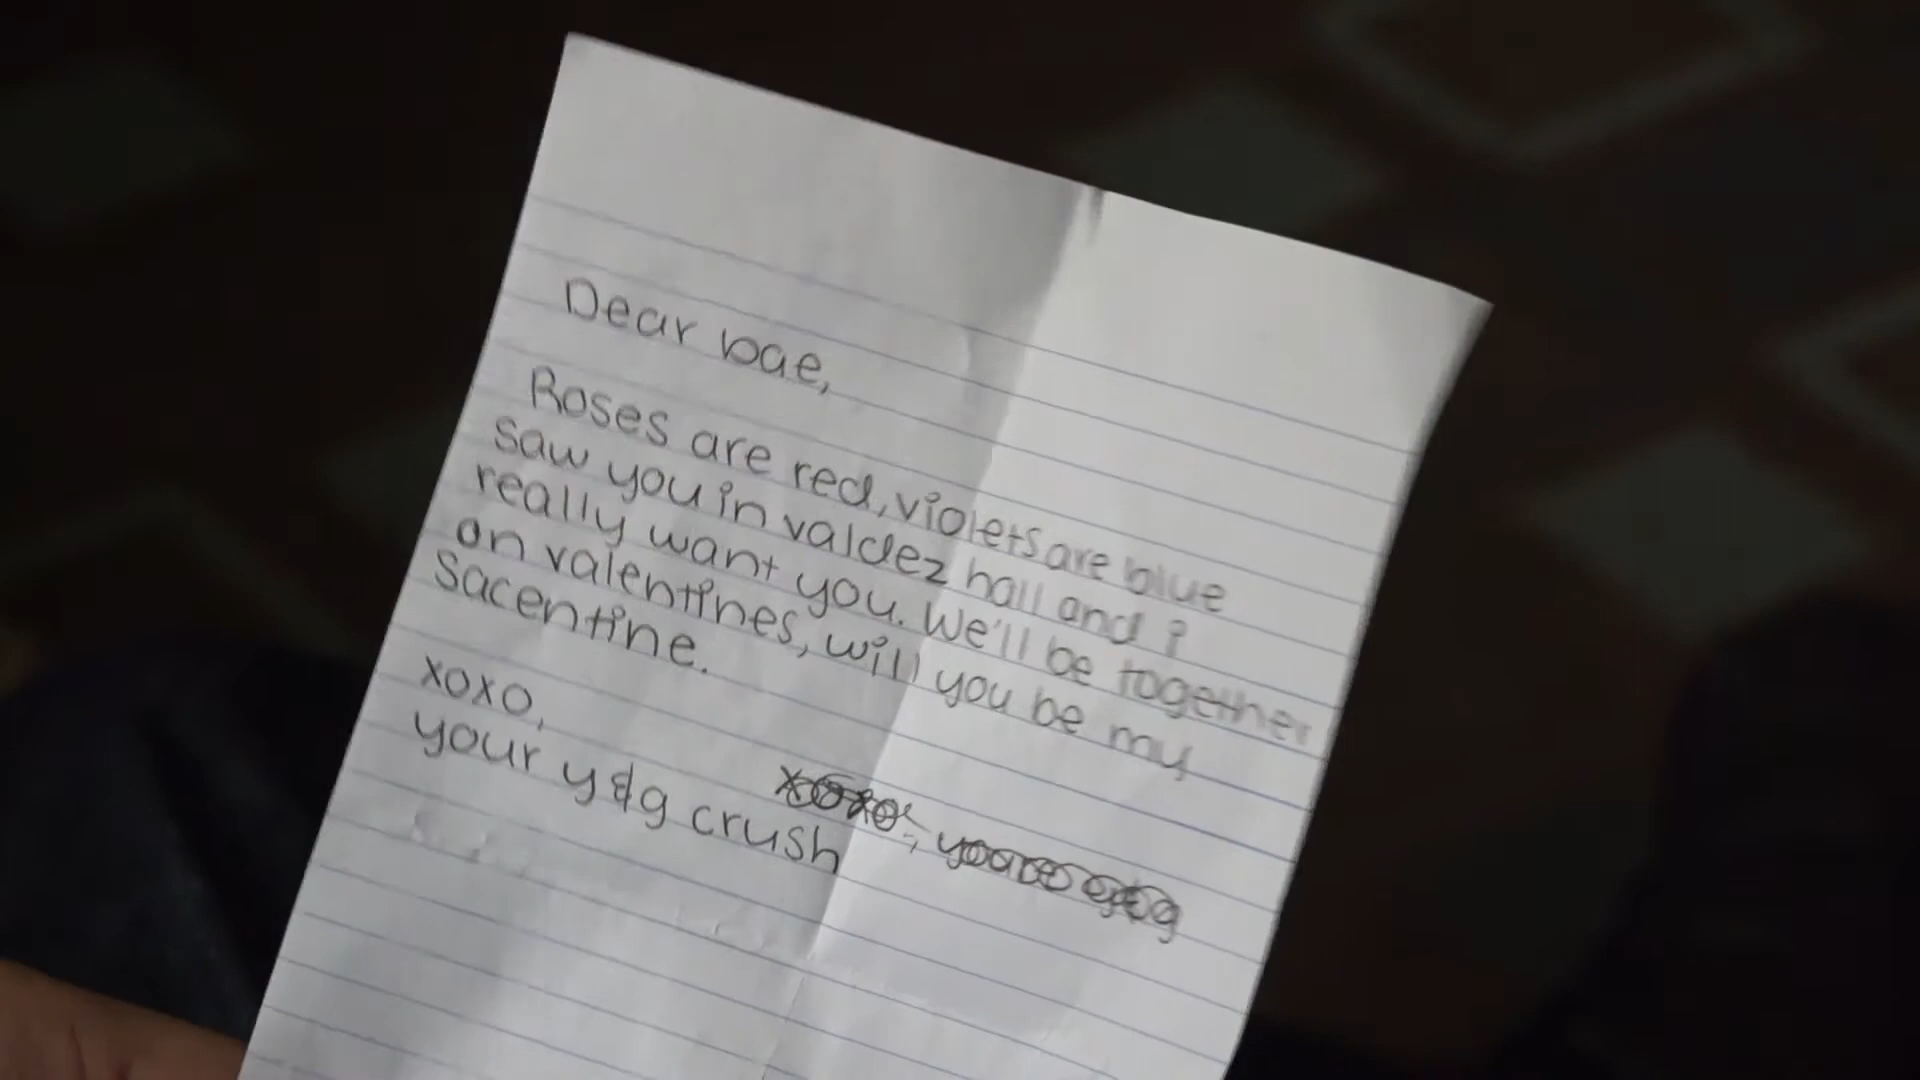 Dear bae,
Roses are red, violets are blue
saw you in valdez hall and i
really want you. We'll be together
on valentines, will you be my
sacentine.
xoxo,
your y&g crush